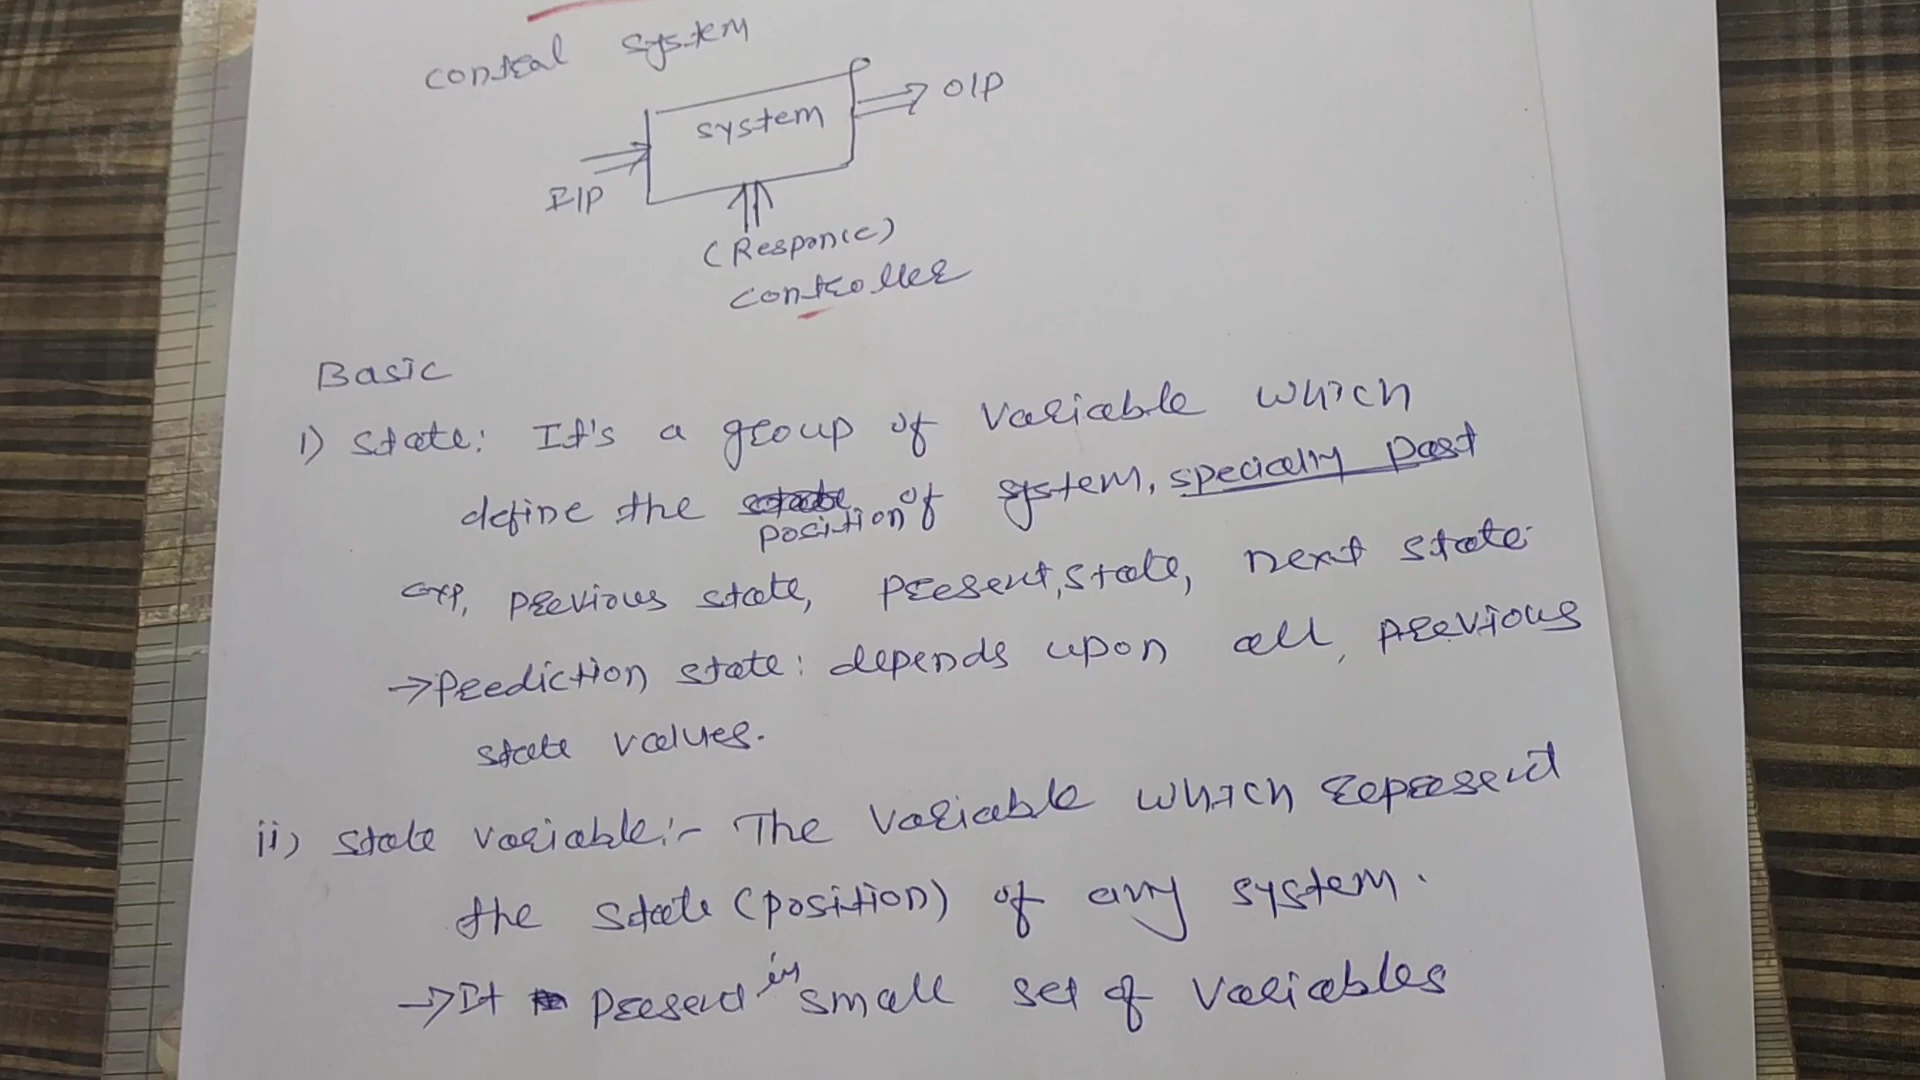 control system
system
O/P
I/P
(Responce)
controller
Basic
i) state: It's a group of variable which
define the position of system, specially past
exp, previous state, present, state, next state.
→ Prediction state: depends upon all, previous
state values.
ii) state variable:- The variable which represent
the state (position) of any system.
→ It present in small set of variables